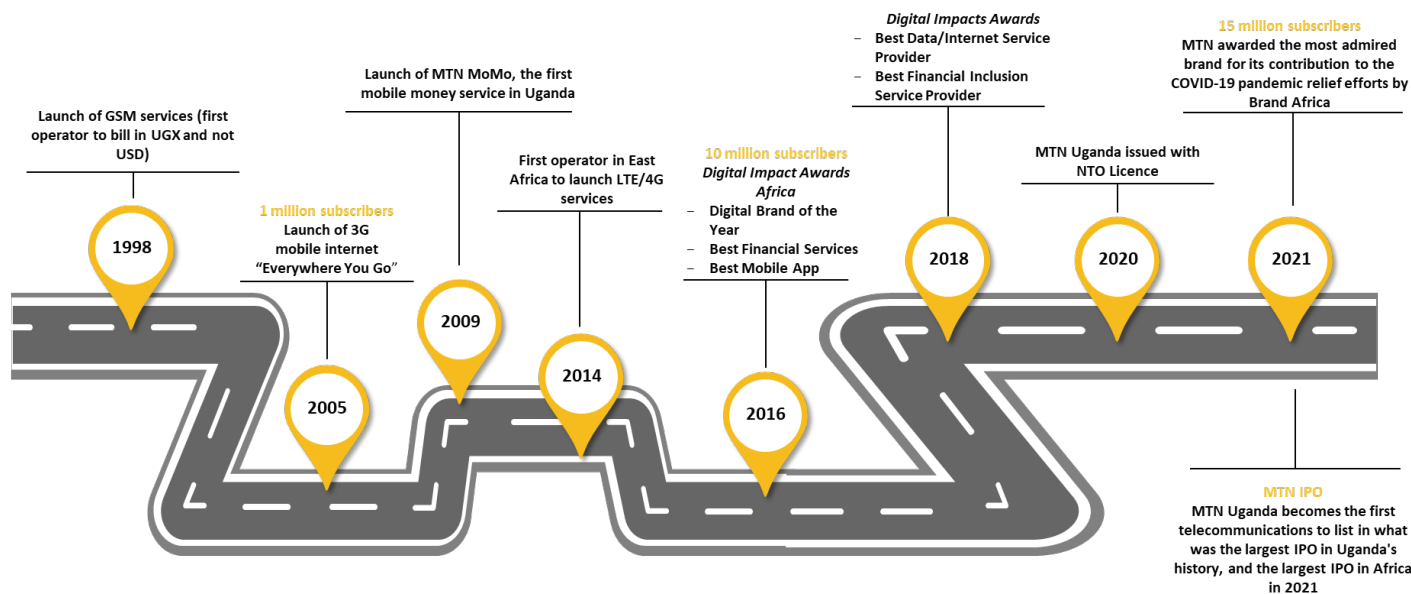 Launch of GSM services (first
operator to bill in UGX and not
USD)
1998
1 million subscribers
Launch of 3G
mobile internet
“Everywhere You Go”
2005
Launch of MTN MoMo, the first
mobile money service in Uganda
2009
First operator in East
Africa to launch LTE/4G
services
2014
10 million subscribers
Digital Impact Awards
Africa
– Digital Brand of the
Year
– Best Financial Services
– Best Mobile App
2016
Digital Impacts Awards
– Best Data/Internet Service
Provider
– Best Financial Inclusion
Service Provider
2018
MTN Uganda issued with
NTO Licence
2020
15 million subscribers
MTN awarded the most admired
brand for its contribution to the
COVID-19 pandemic relief efforts by
Brand Africa
2021
MTN IPO
MTN Uganda becomes the first
telecommunications to list in what
was the largest IPO in Uganda's
history, and the largest IPO in Africa
in 2021